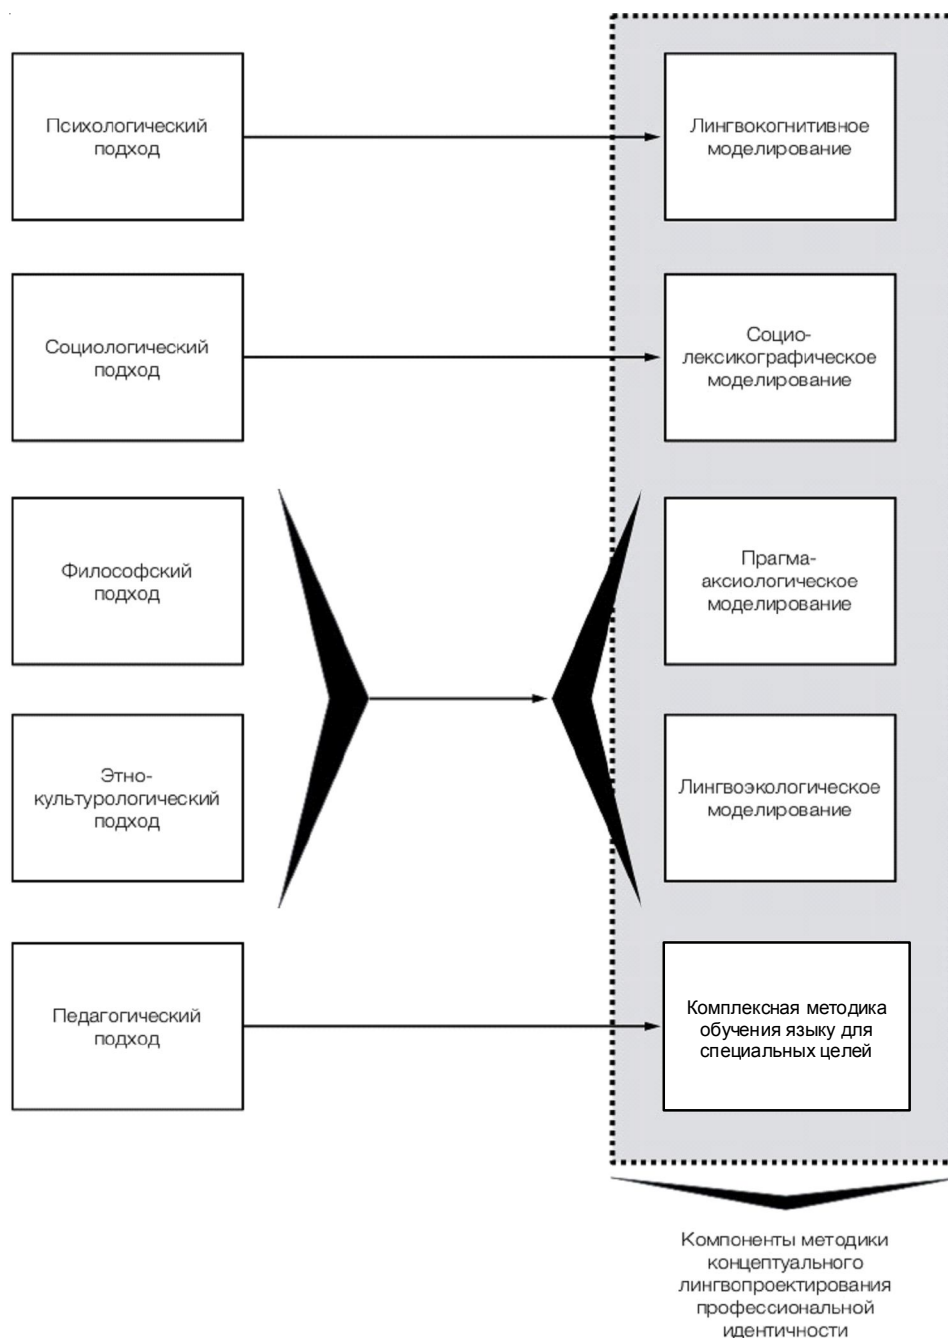 Психологический
подход
Лингвокогнитивное
моделирование
Социологический
подход
Социо-
лексикографическое
моделирование
Философский
подход
Прагма-
аксиологическое
моделирование
Этно-
культурологический
подход
Лингвоэкологическое
моделирование
Педагогический
подход
Комплексная методика
обучения языку для
специальных целей
Компоненты методики
концептуального
лингвопроектирования
профессиональной
идентичности